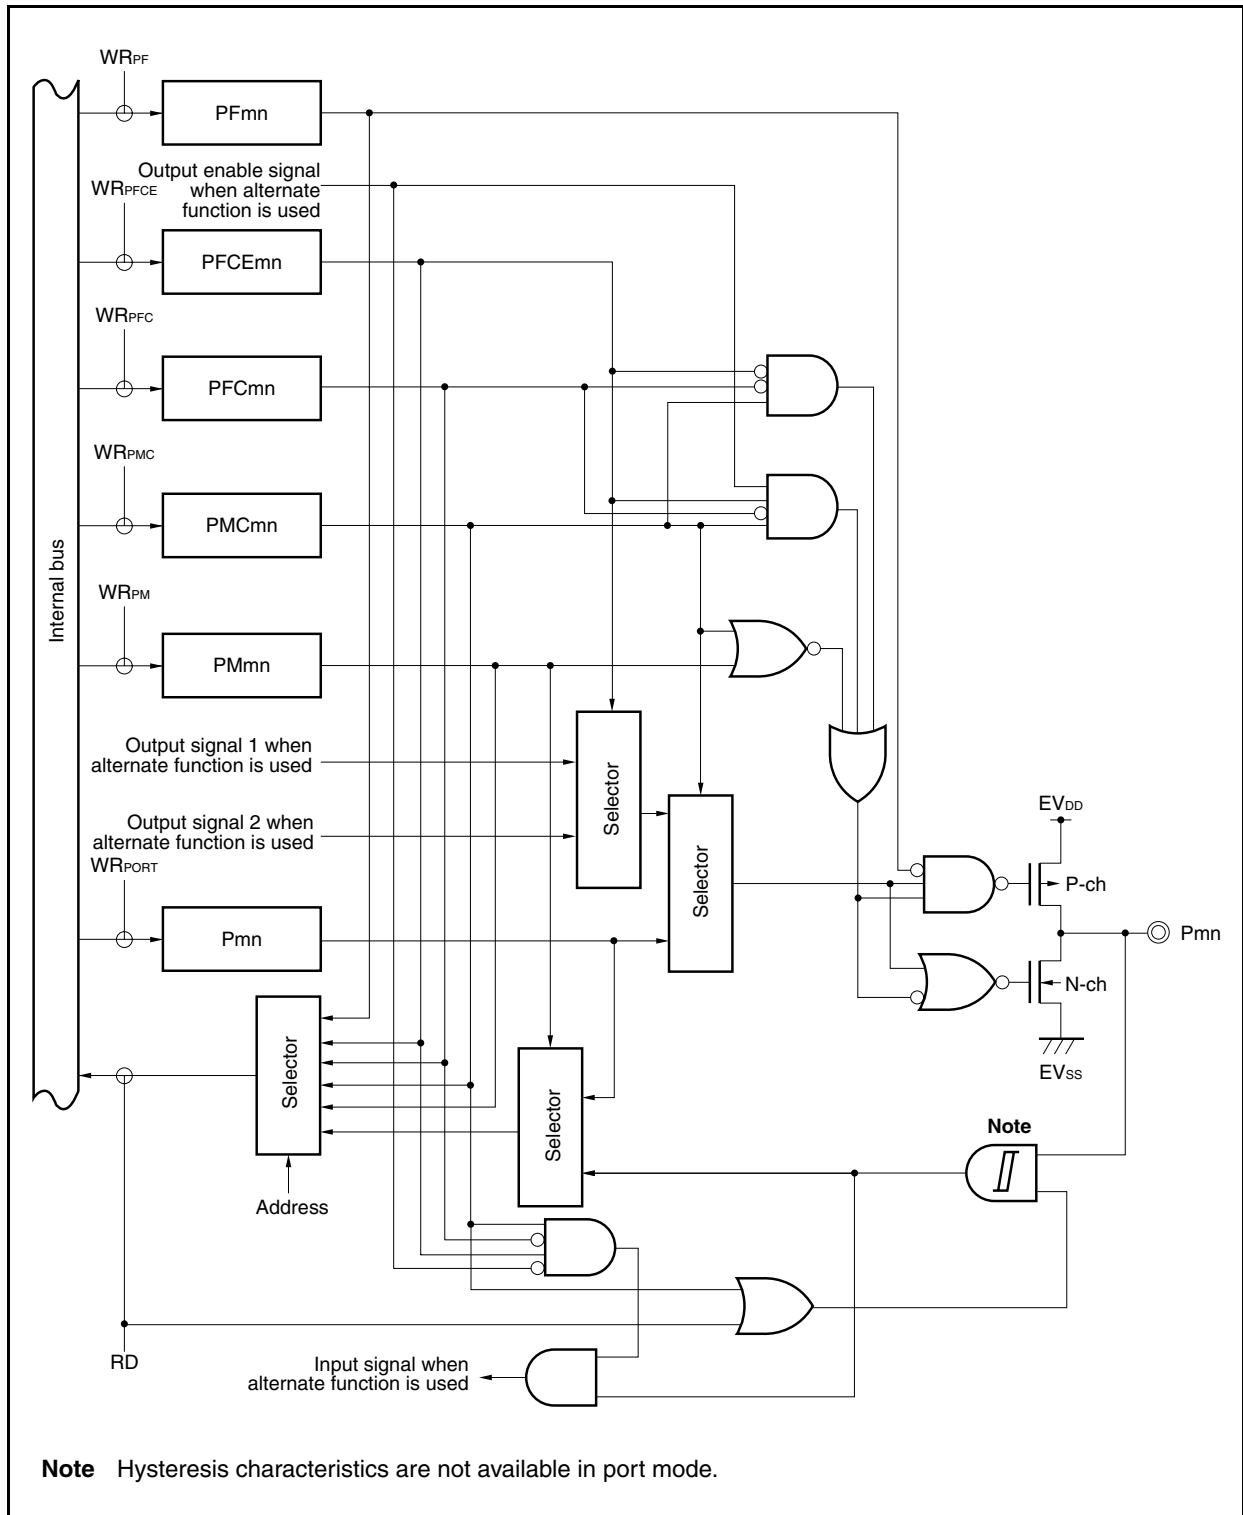 WRPF
PFmn
Output enable signal
when alternate
function is used
WRPFCE
PFCEmn
WRPFC
PFCmn
WRPMC
PMCmn
Internal bus
WRPM
PMmn
Output signal 1 when
alternate function is used
Selector
Output signal 2 when
alternate function is used
Selector
EVDD
P-ch
WRPORT
Pmn
Pmn
N-ch
EVSS
Selector
Selector
Note
Address
RD
Input signal when
alternate function is used
Note Hysteresis characteristics are not available in port mode.